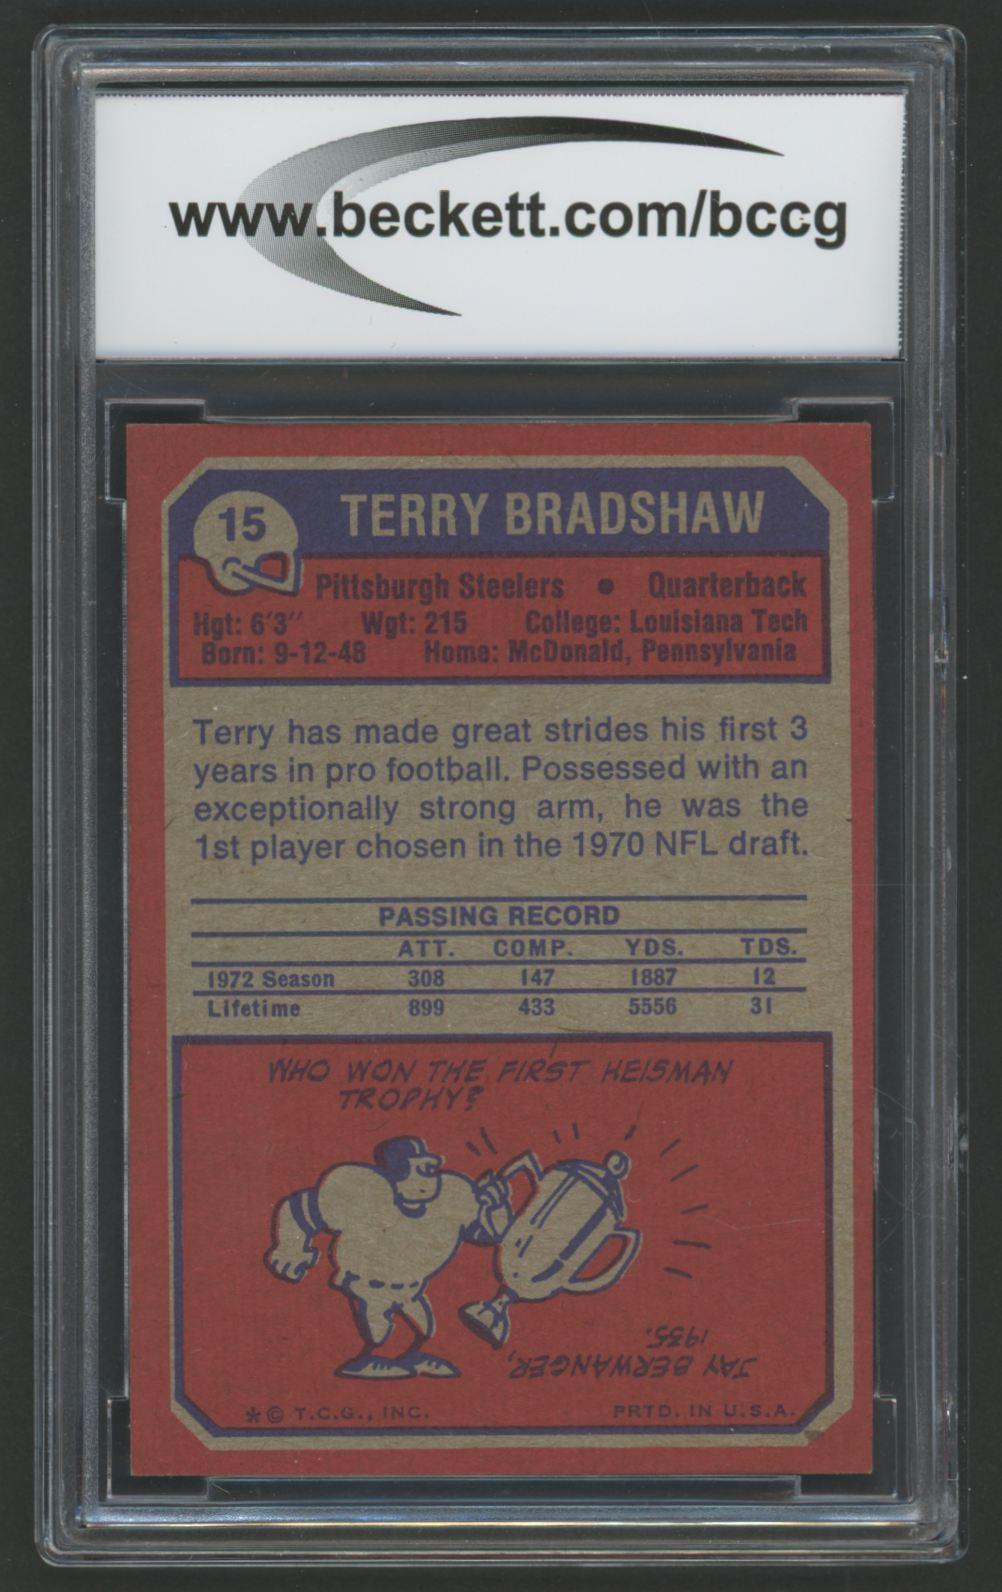 www.beckett.com/bccg
15
TERRY BRADSHAW
Pittsburgh Steelers • Quarterback
Hgt: 6'3" Wgt: 215 College: Louisiana Tech
Born: 9-12-48 Home: McDonald, Pennsylvania
Terry has made great strides his first 3
years in pro football. Possessed with an
exceptionally strong arm, he was the
1st player chosen in the 1970 NFL draft.
PASSING RECORD
ATT. COMP. YDS. TDS.
1972 Season 308 147 1887 12
Lifetime 899 433 5556 31
WHO WON THE FIRST HEISMAN
TROPHY?
JAY BERWANGER,
1935.
*© T.C.G., INC. PRTD. IN U.S.A.